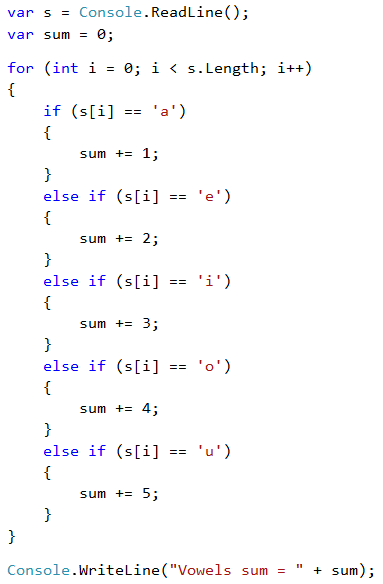 var s = Console.ReadLine();
var sum = 0;
for (int i = 0; i < s.Length; i++)
{
    if (s[i] == 'a')
    {
        sum += 1;
    }
    else if (s[i] == 'e')
    {
        sum += 2;
    }
    else if (s[i] == 'i')
    {
        sum += 3;
    }
    else if (s[i] == 'o')
    {
        sum += 4;
    }
    else if (s[i] == 'u')
    {
        sum += 5;
    }
}
Console.WriteLine("Vowels sum = " + sum);